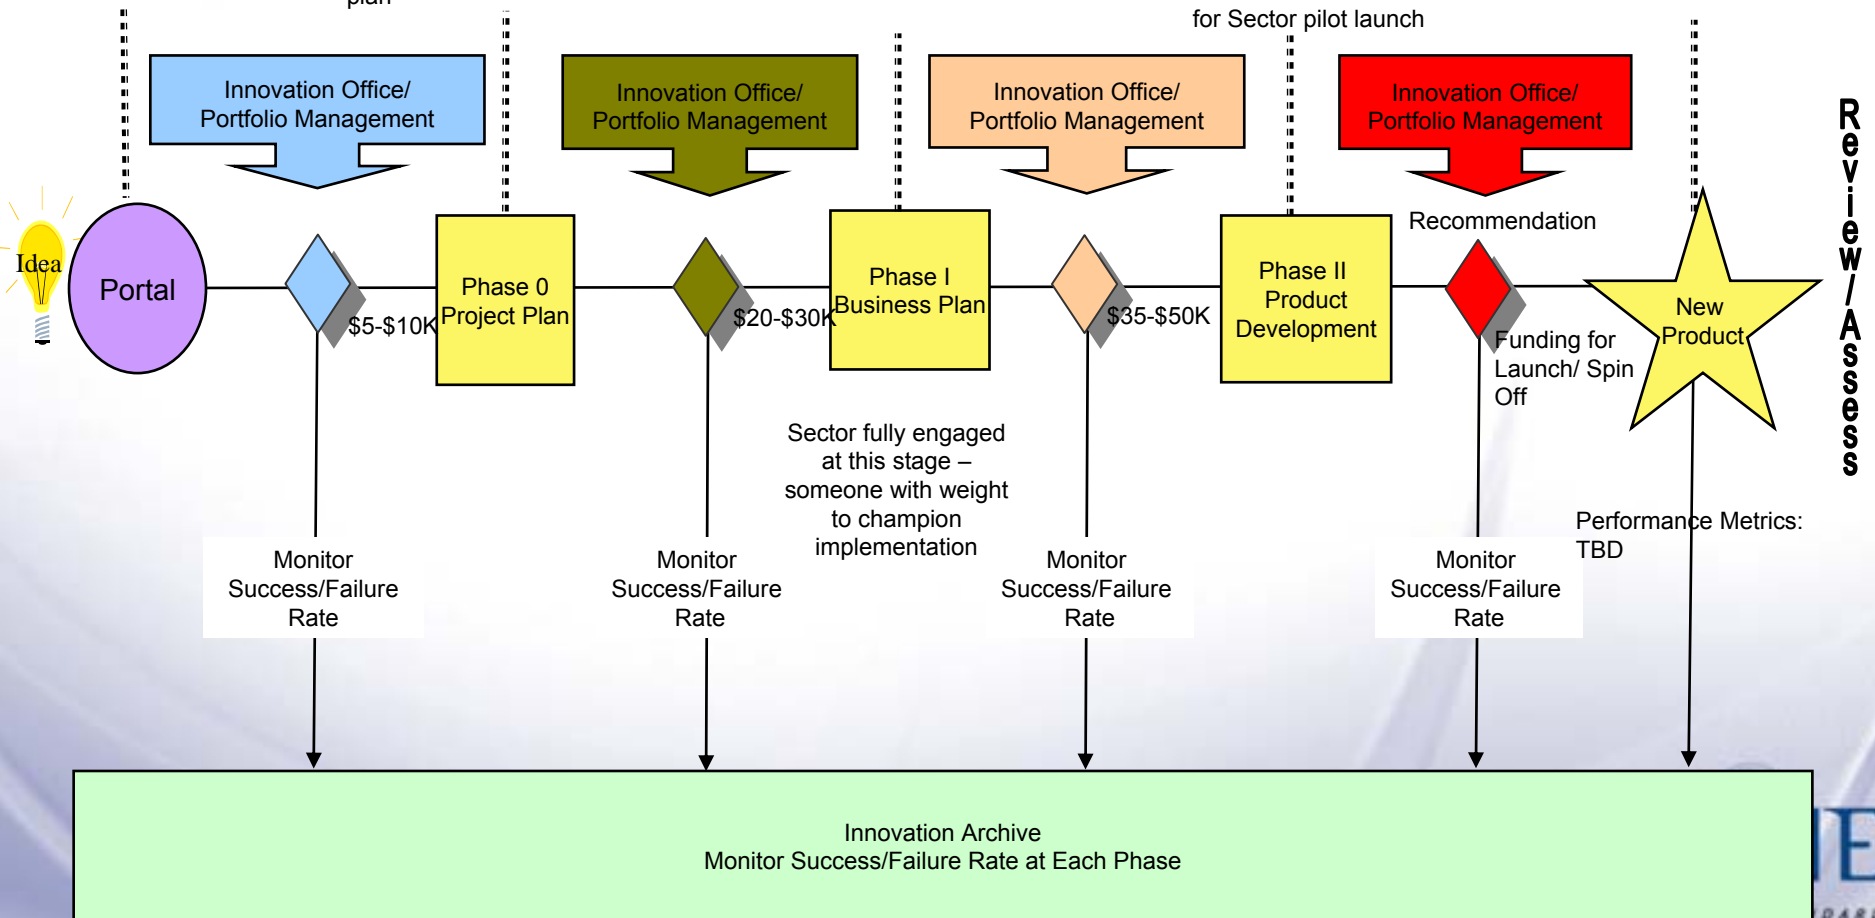 plan
for Sector pilot launch
Innovation Office/
Portfolio Management
Innovation Office/
Portfolio Management
Innovation Office/
Portfolio Management
Innovation Office/
Portfolio Management
Review/Assess
Idea
Portal
$5-$10K
Phase 0
Project Plan
$20-$30K
Phase I
Business Plan
$35-$50K
Phase II
Product
Development
Recommendation
Funding for
Launch/ Spin
Off
New
Product
Sector fully engaged
at this stage –
someone with weight
to champion
implementation
Performance Metrics:
TBD
Monitor
Success/Failure
Rate
Monitor
Success/Failure
Rate
Monitor
Success/Failure
Rate
Monitor
Success/Failure
Rate
Innovation Archive
Monitor Success/Failure Rate at Each Phase